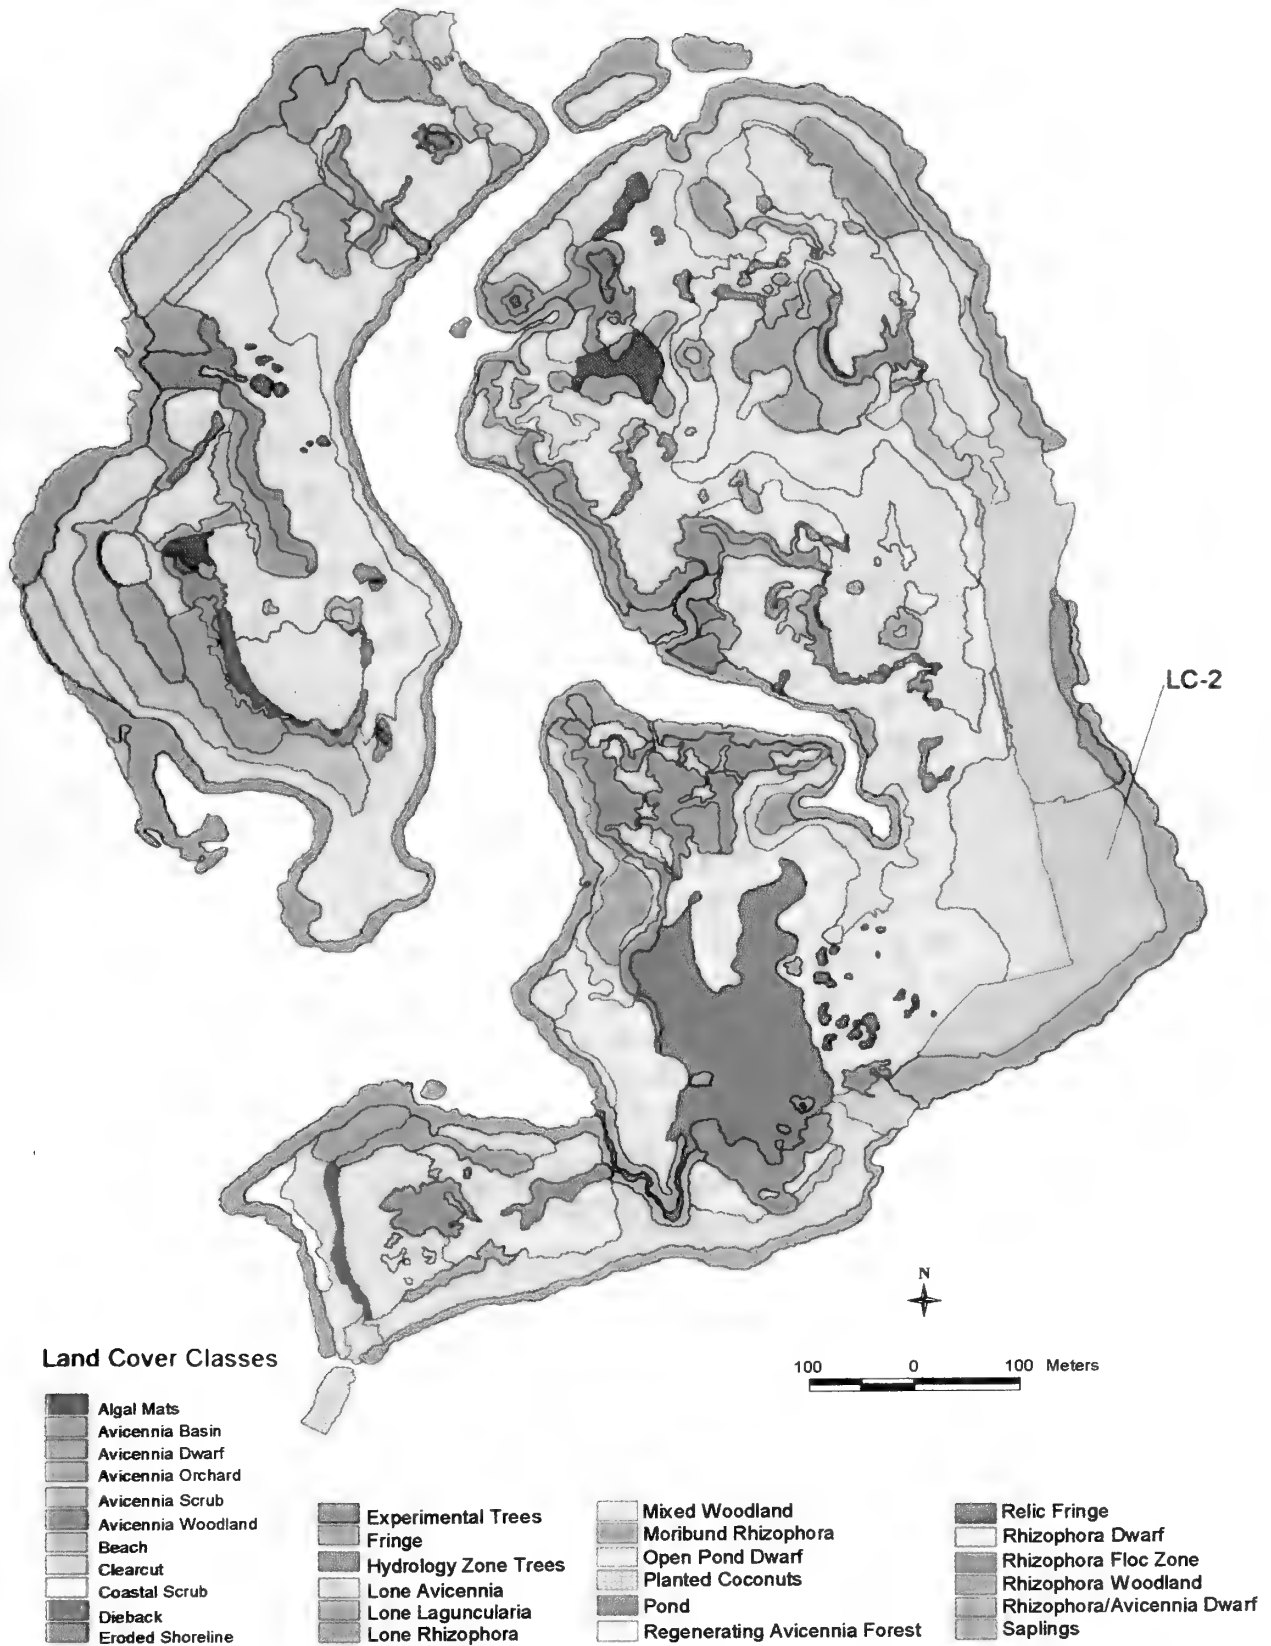 LC-2
N
100 0 100 Meters
Land Cover Classes
Algal Mats
Avicennia Basin
Avicennia Dwarf
Avicennia Orchard
Avicennia Scrub
Avicennia Woodland
Beach
Clearcut
Coastal Scrub
Dieback
Eroded Shoreline
Experimental Trees
Fringe
Hydrology Zone Trees
Lone Avicennia
Lone Laguncularia
Lone Rhizophora
Mixed Woodland
Moribund Rhizophora
Open Pond Dwarf
Planted Coconuts
Pond
Regenerating Avicennia Forest
Relic Fringe
Rhizophora Dwarf
Rhizophora Floc Zone
Rhizophora Woodland
Rhizophora/Avicennia Dwarf
Saplings